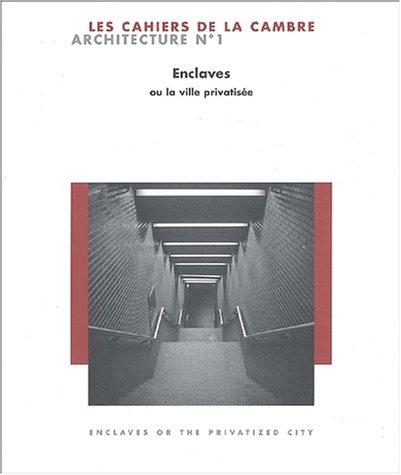 LES CAHIERS DE LA CAMBRE
ARCHITECTURE N°1
Enclaves
ou la ville privatisée
ENCLAVES OR THE PRIVATIZED CITY